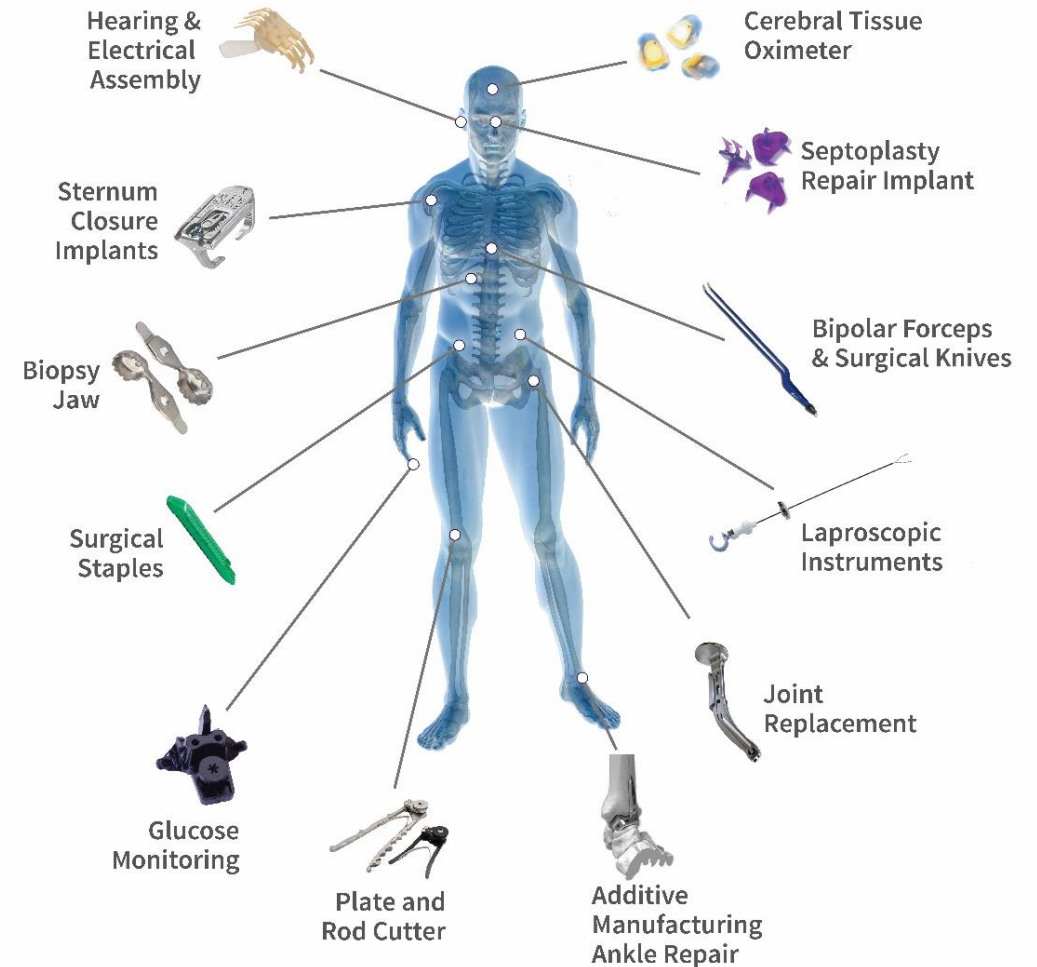 Hearing &
Electrical
Assembly
Cerebral Tissue
Oximeter
Septoplasty
Repair Implant
Sternum
Closure
Implants
Bipolar Forceps
& Surgical Knives
Biopsy
Jaw
Surgical
Staples
Laproscopic
Instruments
Joint
Replacement
Glucose
Monitoring
Plate and
Rod Cutter
Additive
Manufacturing
Ankle Repair